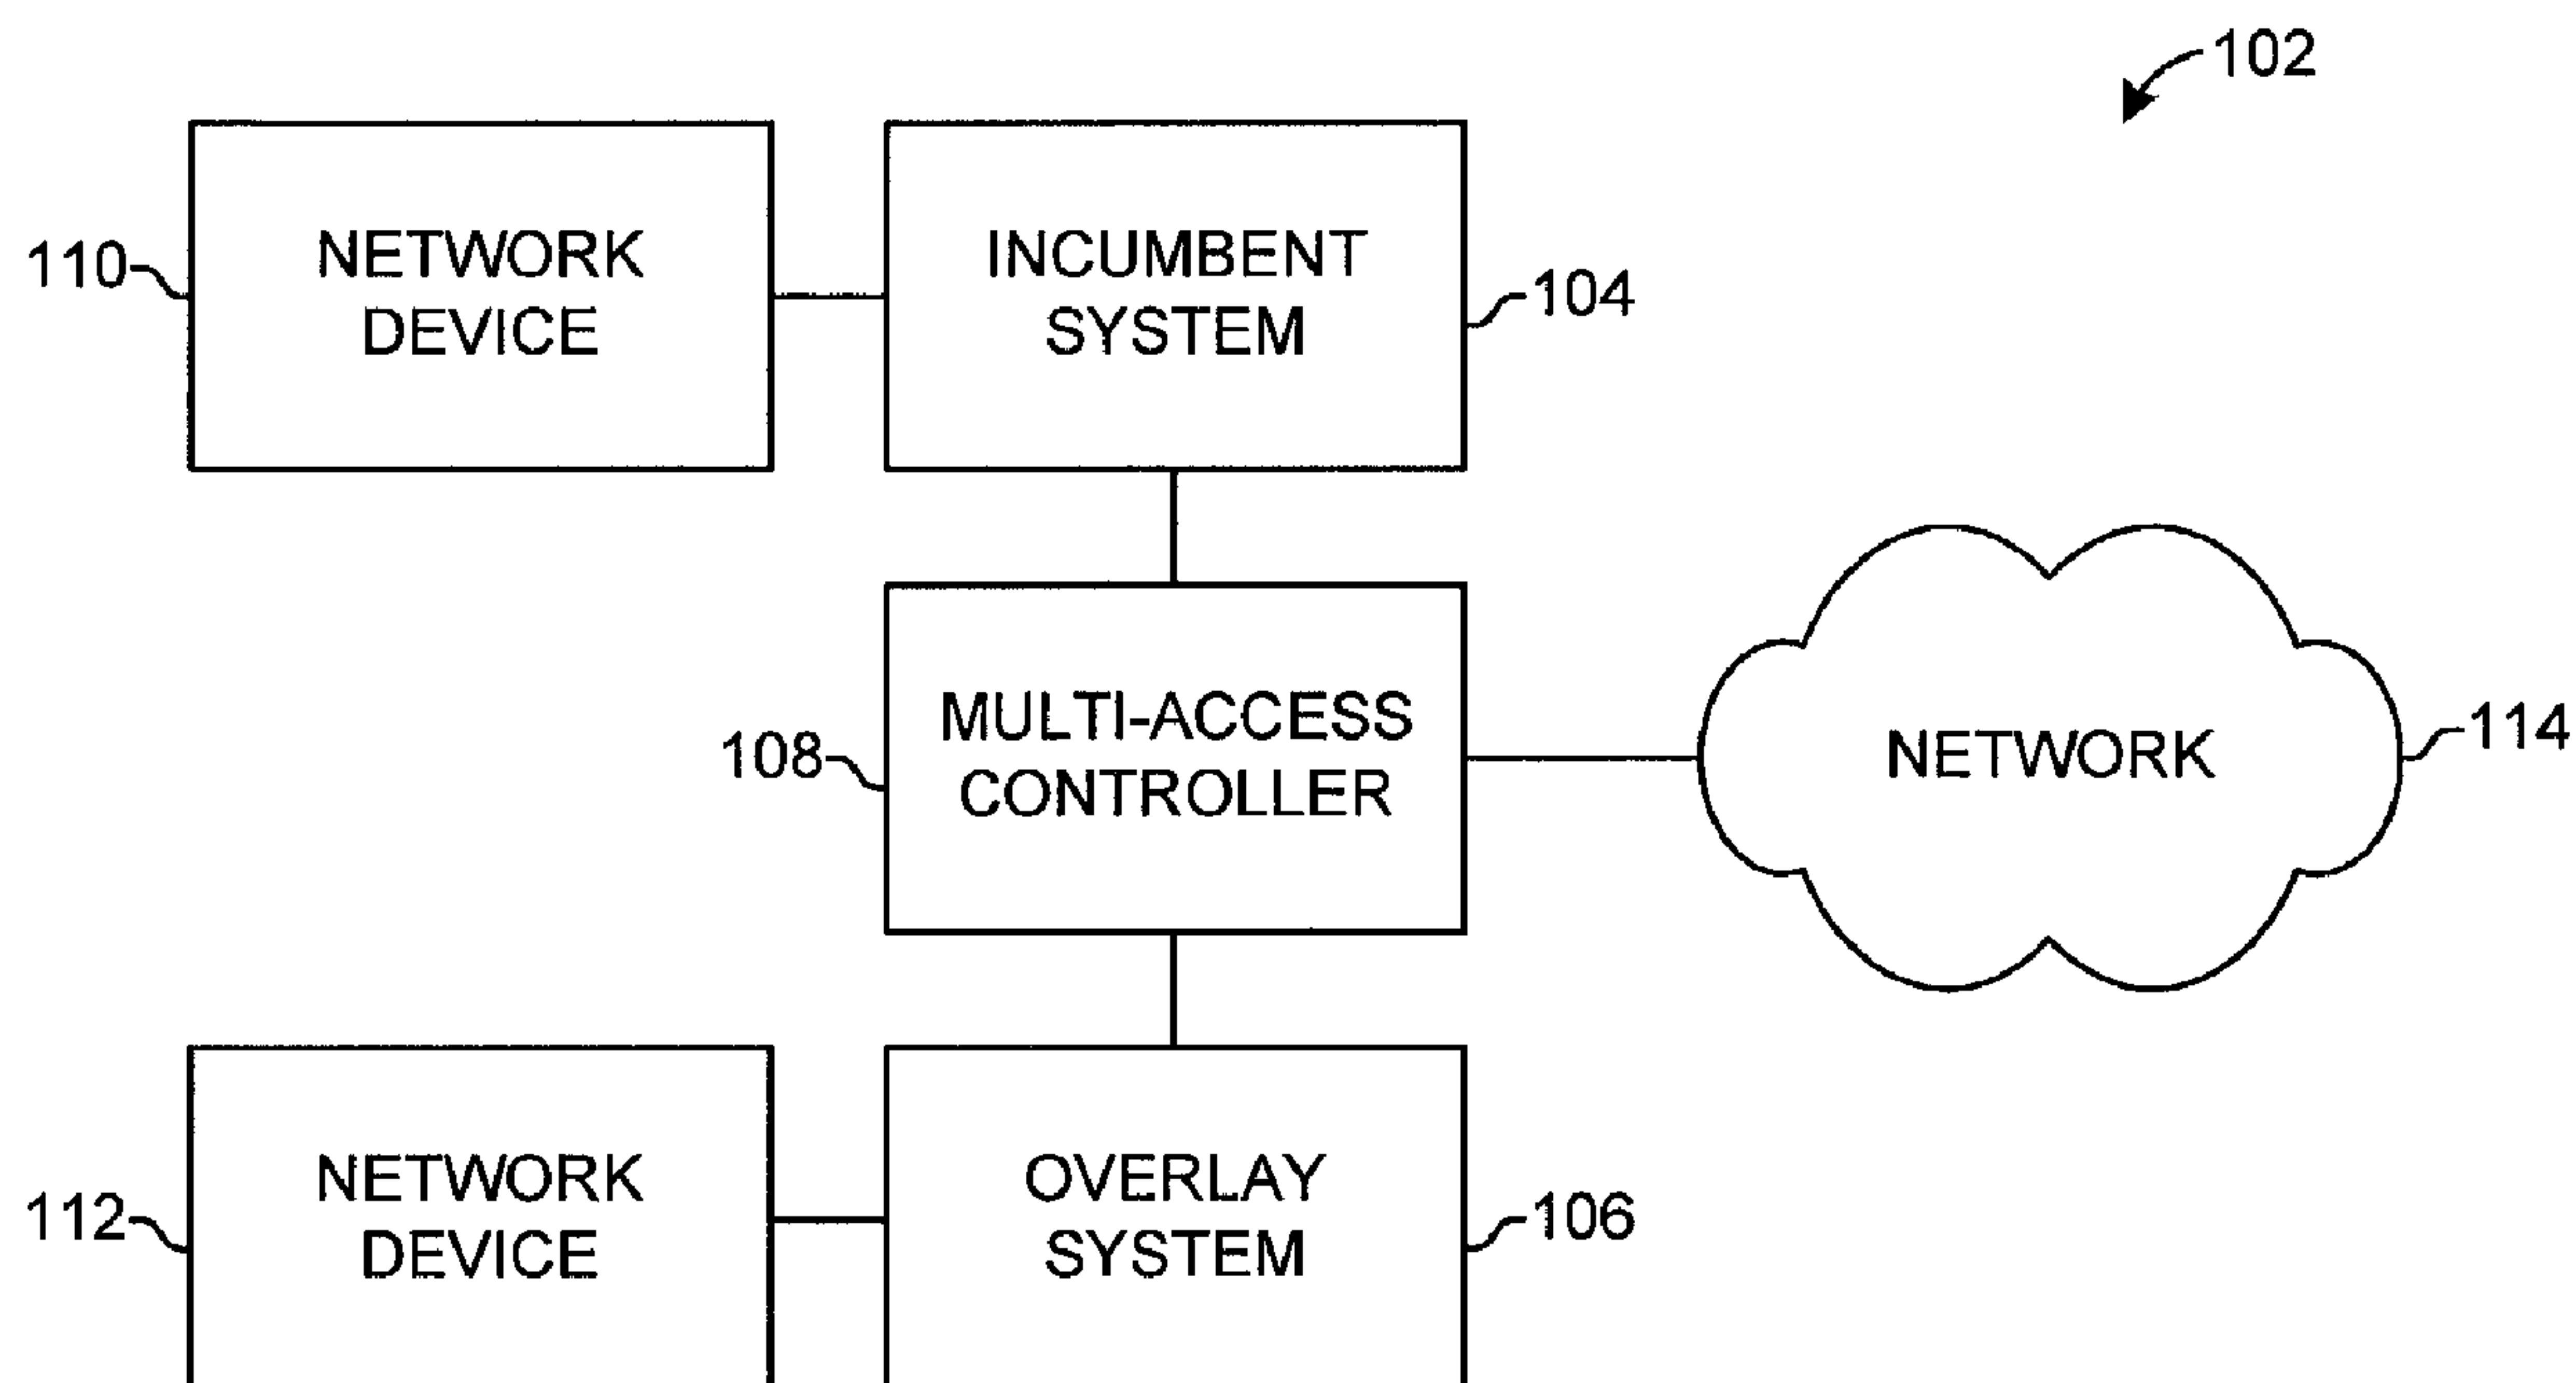 102
NETWORK
DEVICE
110
INCUMBENT
SYSTEM
104
MULTI-ACCESS
CONTROLLER
108
NETWORK
114
NETWORK
DEVICE
112
OVERLAY
SYSTEM
106